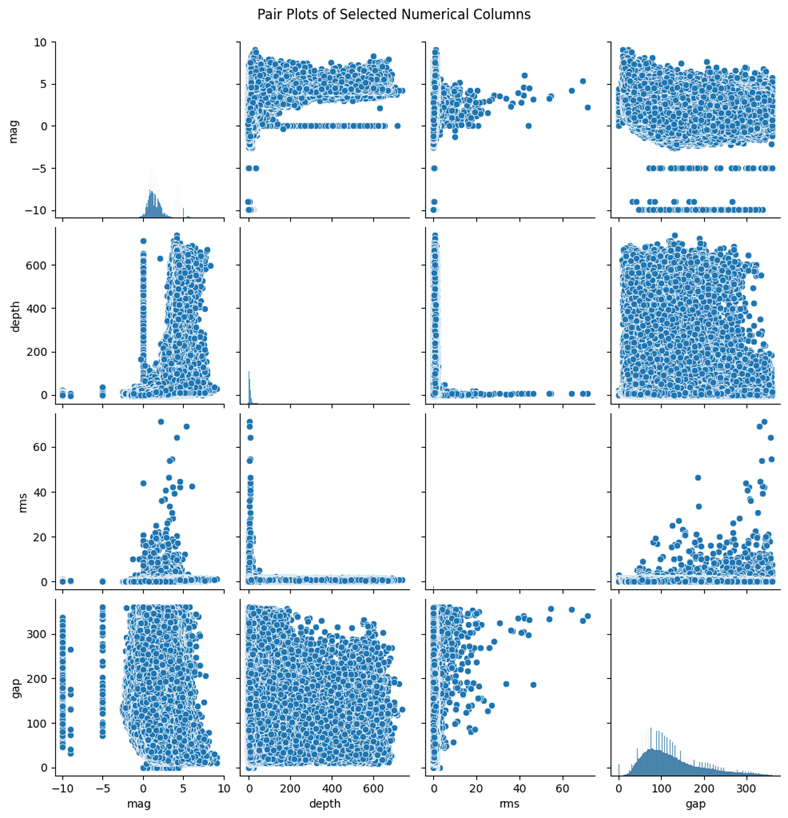 Pair Plots of Selected Numerical Columns
10
5
0
−5
−10
mag
600
400
200
0
depth
60
40
20
0
rms
300
200
100
0
gap
−10 −5 0 5 10
0 200 400 600
0 20 40 60
0 100 200 300
mag depth rms gap